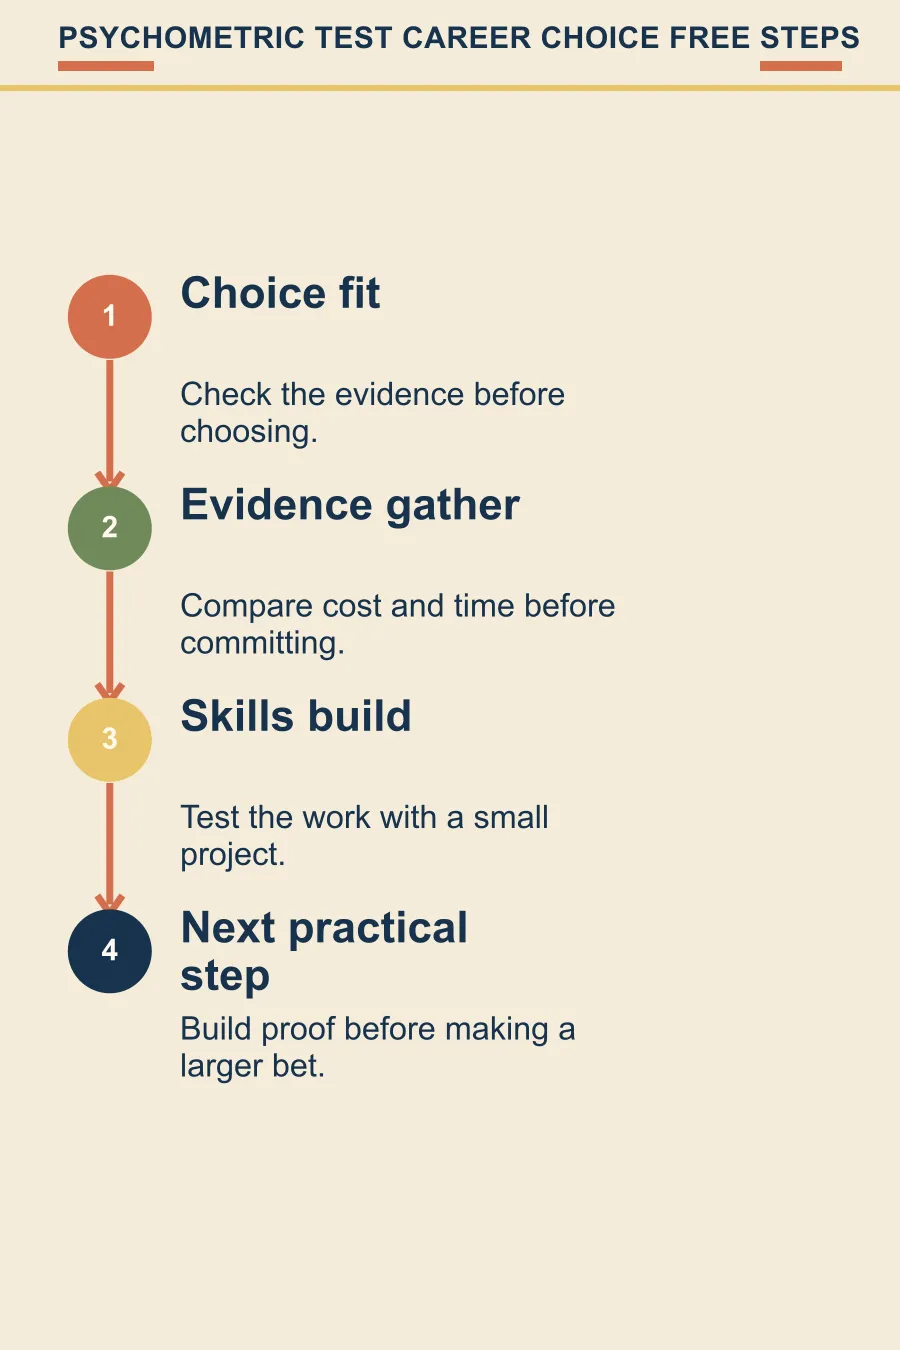 PSYCHOMETRIC TEST CAREER CHOICE FREE STEPS
1
Choice fit
Check the evidence before
choosing.
2
Evidence gather
Compare cost and time before
committing.
3
Skills build
Test the work with a small
project.
4
Next practical
step
Build proof before making a
larger bet.